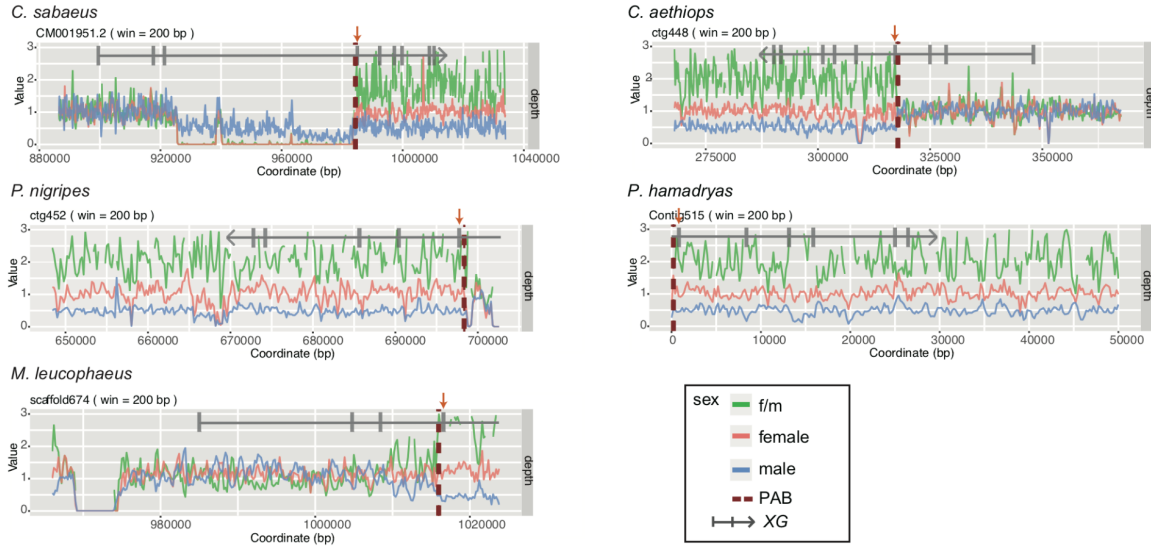 C. sabaeus
CM001951.2 ( win = 200 bp )
3
2
1
0
Value
depth
880000 920000 960000 1000000 1040000
Coordinate (bp)
C. aethiops
ctg448 ( win = 200 bp )
3
2
1
0
Value
depth
275000 300000 325000 350000
Coordinate (bp)
P. nigripes
ctg452 ( win = 200 bp )
3
2
1
0
Value
depth
6500000 660000 670000 680000 690000 700000
Coordinate (bp)
P. hamadryas
Contig515 ( win = 200 bp )
3
2
1
0
Value
depth
0 10000 20000 30000 40000 50000
Coordinate (bp)
M. leucophaeus
scaffold674 ( win = 200 bp )
3
2
1
0
Value
depth
980000 1000000 1020000
Coordinate (bp)
sex
f/m
female
male
PAB
XG